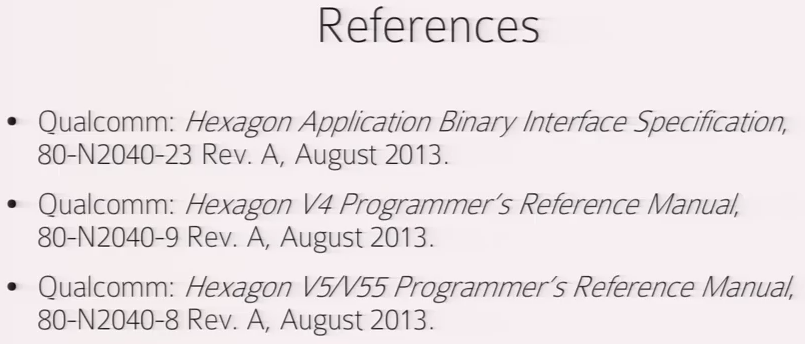 References
• Qualcomm: Hexagon Application Binary Interface Specification,
80-N2040-23 Rev. A, August 2013.
• Qualcomm: Hexagon V4 Programmer's Reference Manual,
80-N2040-9 Rev. A, August 2013.
• Qualcomm: Hexagon V5/V55 Programmer's Reference Manual,
80-N2040-8 Rev. A, August 2013.